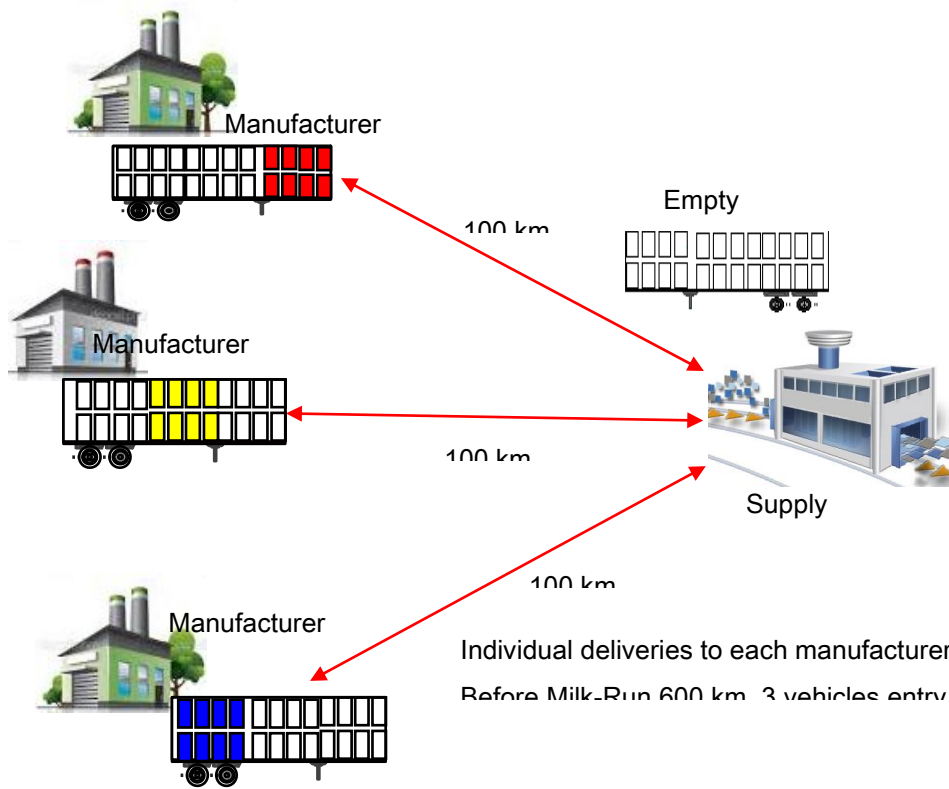 Manufacturer
Empty
100 km
Manufacturer
100 km
Supply
100 km
Manufacturer
Individual deliveries to each manufacturer
Before Milk-Run 600 km, 3 vehicles entry